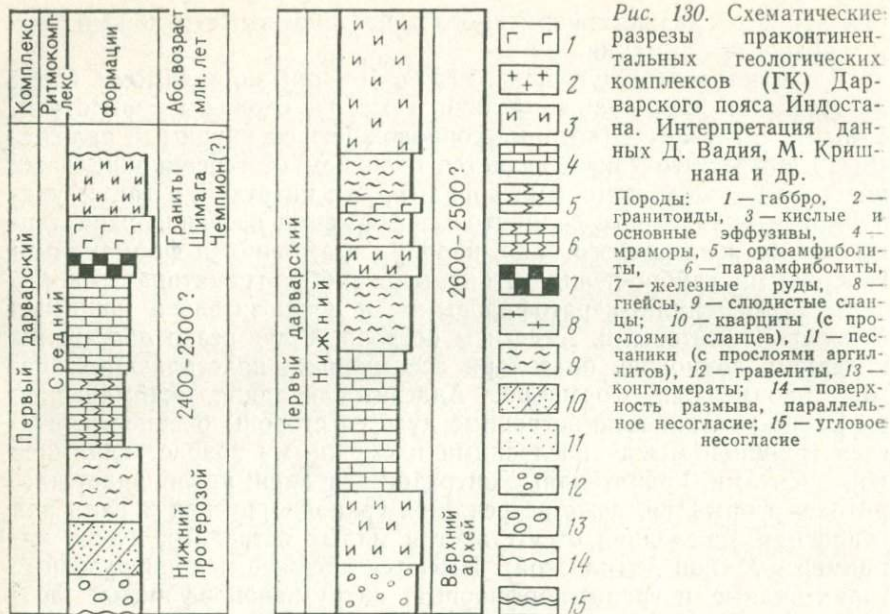 Комплекс
Ритмокомп-
лекс
Формации
Абс. возраст
млн. лет
Первый дарварский
Средний
2400-2300 ?
Граниты
Шимага
Чемпион(?)
Нижний
протерозой
Первый дарварский
Нижний
2600-2500 ?
Верхний
архей
1
2
3
4
5
6
7
8
9
10
11
12
13
14
15
Рис. 130. Схематические
разрезы праконтинен-
тальных геологических
комплексов (ГК) Дар-
варского пояса Индоста-
на. Интерпретация дан-
ных Д. Вадия, М. Криш-
нана и др.
Породы: 1 — габбро, 2 —
гранитоиды, 3 — кислые и
основные эффузивы, 4 —
мраморы, 5 — ортоамфиболи-
ты, 6 — параамфиболиты,
7 — железные руды, 8 —
гнейсы, 9 — слюдистые слан-
цы; 10 — кварциты (с про-
слоями сланцев), 11 — пес-
чаники (с прослоями аргил-
литов), 12 — гравелиты, 13 —
конгломераты; 14 — поверх-
ность размыва, параллель-
ное несогласие; 15 — угловое
несогласие